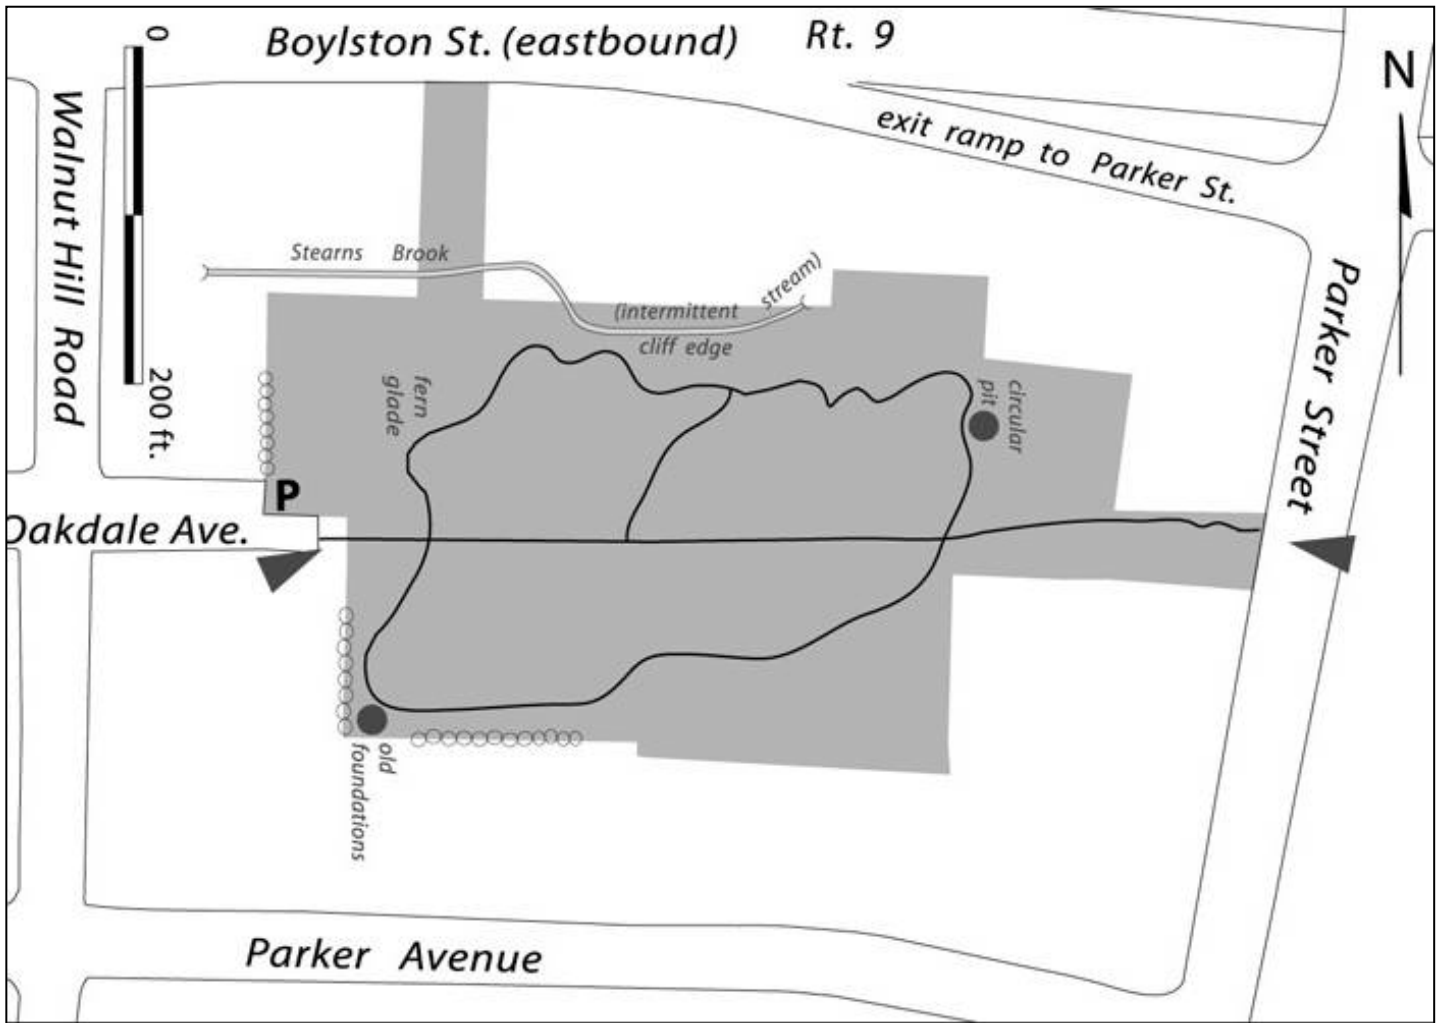 Boylston St. (eastbound)
Rt. 9
N
0
200 ft.
Walnut Hill Road
exit ramp to Parker St.
Stearns Brook
(intermittent stream)
cliff edge
Parker Street
fern
glade
circular
pit
P
Oakdale Ave.
old
foundations
Parker Avenue